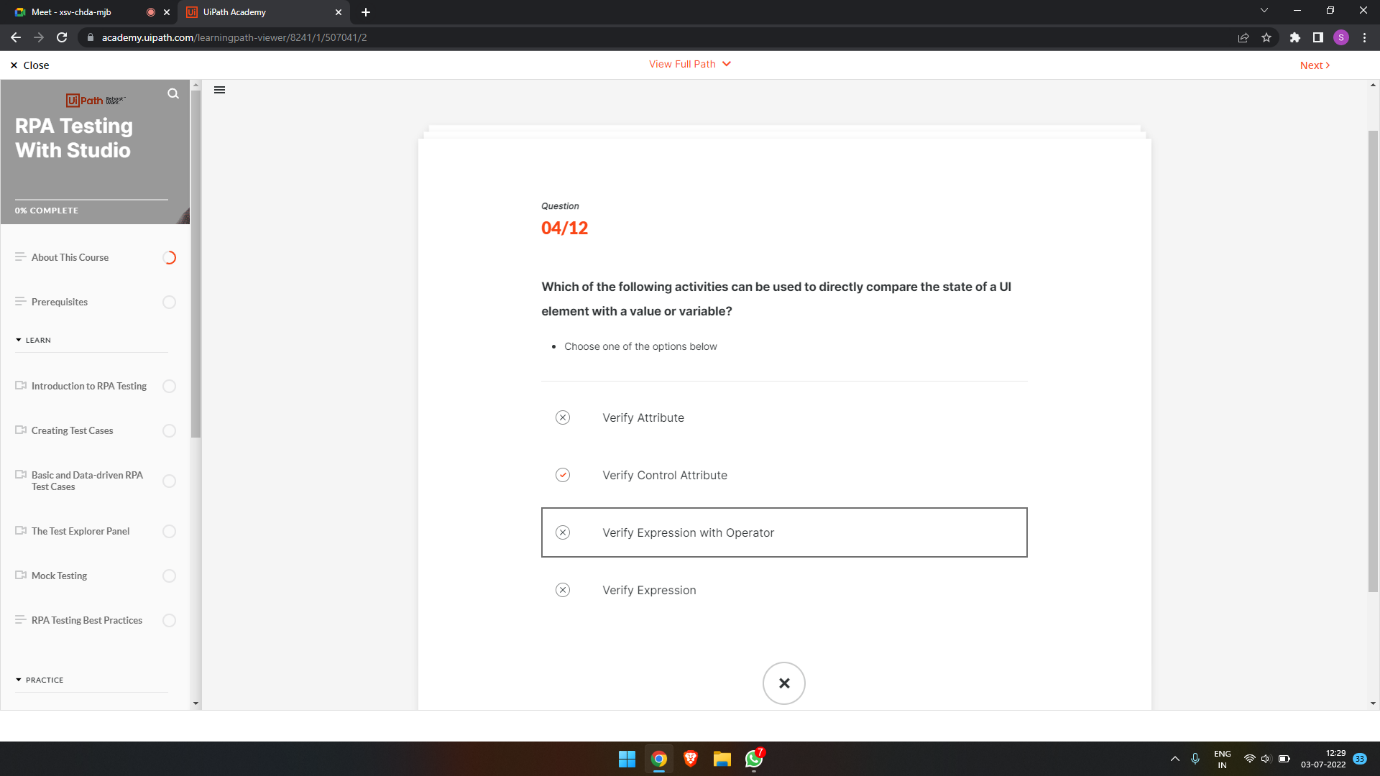 Meet - xsv-chda-mjb
UiPath Academy
academy.uipath.com/learningpath-viewer/8241/1/507041/2
S
Close
View Full Path
Next
UiPath
RPA Testing
With Studio
0% COMPLETE
About This Course
Prerequisites
LEARN
Introduction to RPA Testing
Creating Test Cases
Basic and Data-driven RPA
Test Cases
The Test Explorer Panel
Mock Testing
RPA Testing Best Practices
PRACTICE
Question
04/12
Which of the following activities can be used to directly compare the state of a UI
element with a value or variable?
Choose one of the options below
Verify Attribute
Verify Control Attribute
Verify Expression with Operator
Verify Expression
7
ENG
IN
12:29
03-07-2022
33